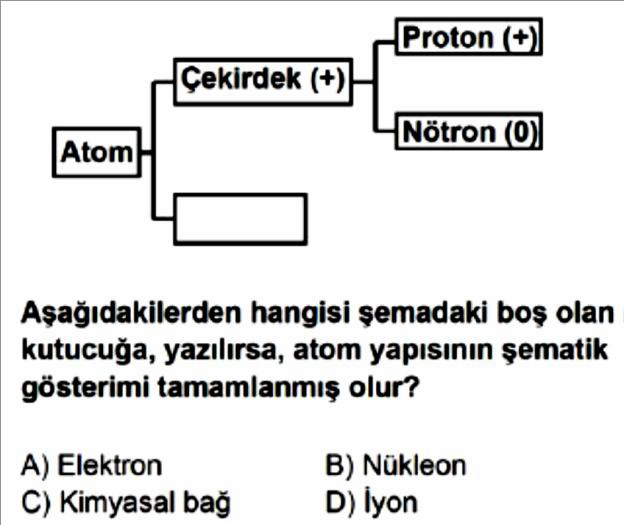 Proton (+)
Çekirdek (+)
Nötron (0)
Atom
Aşağıdakilerden hangisi şemadaki boş olan
kutucuğa, yazılırsa, atom yapısının şematik
gösterimi tamamlanmış olur?
A) Elektron B) Nükleon
C) Kimyasal bağ D) İyon